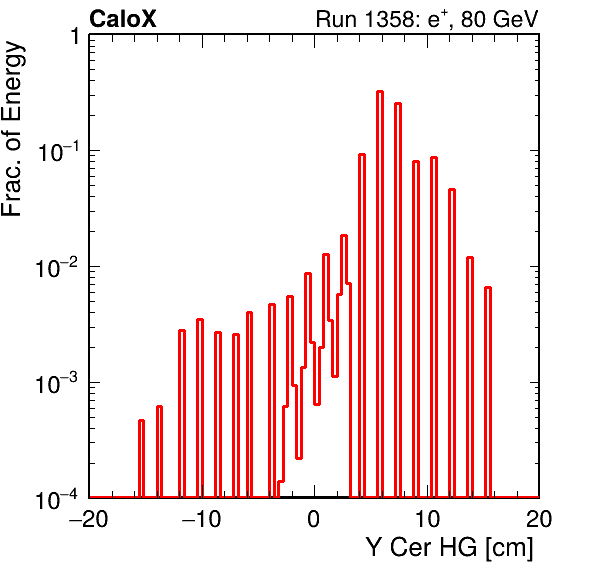 CaloX Run 1358: e⁺, 80 GeV
Frac. of Energy
1
10⁻¹
10⁻²
10⁻³
10⁻⁴
−20 −10 0 10 20
Y Cer HG [cm]